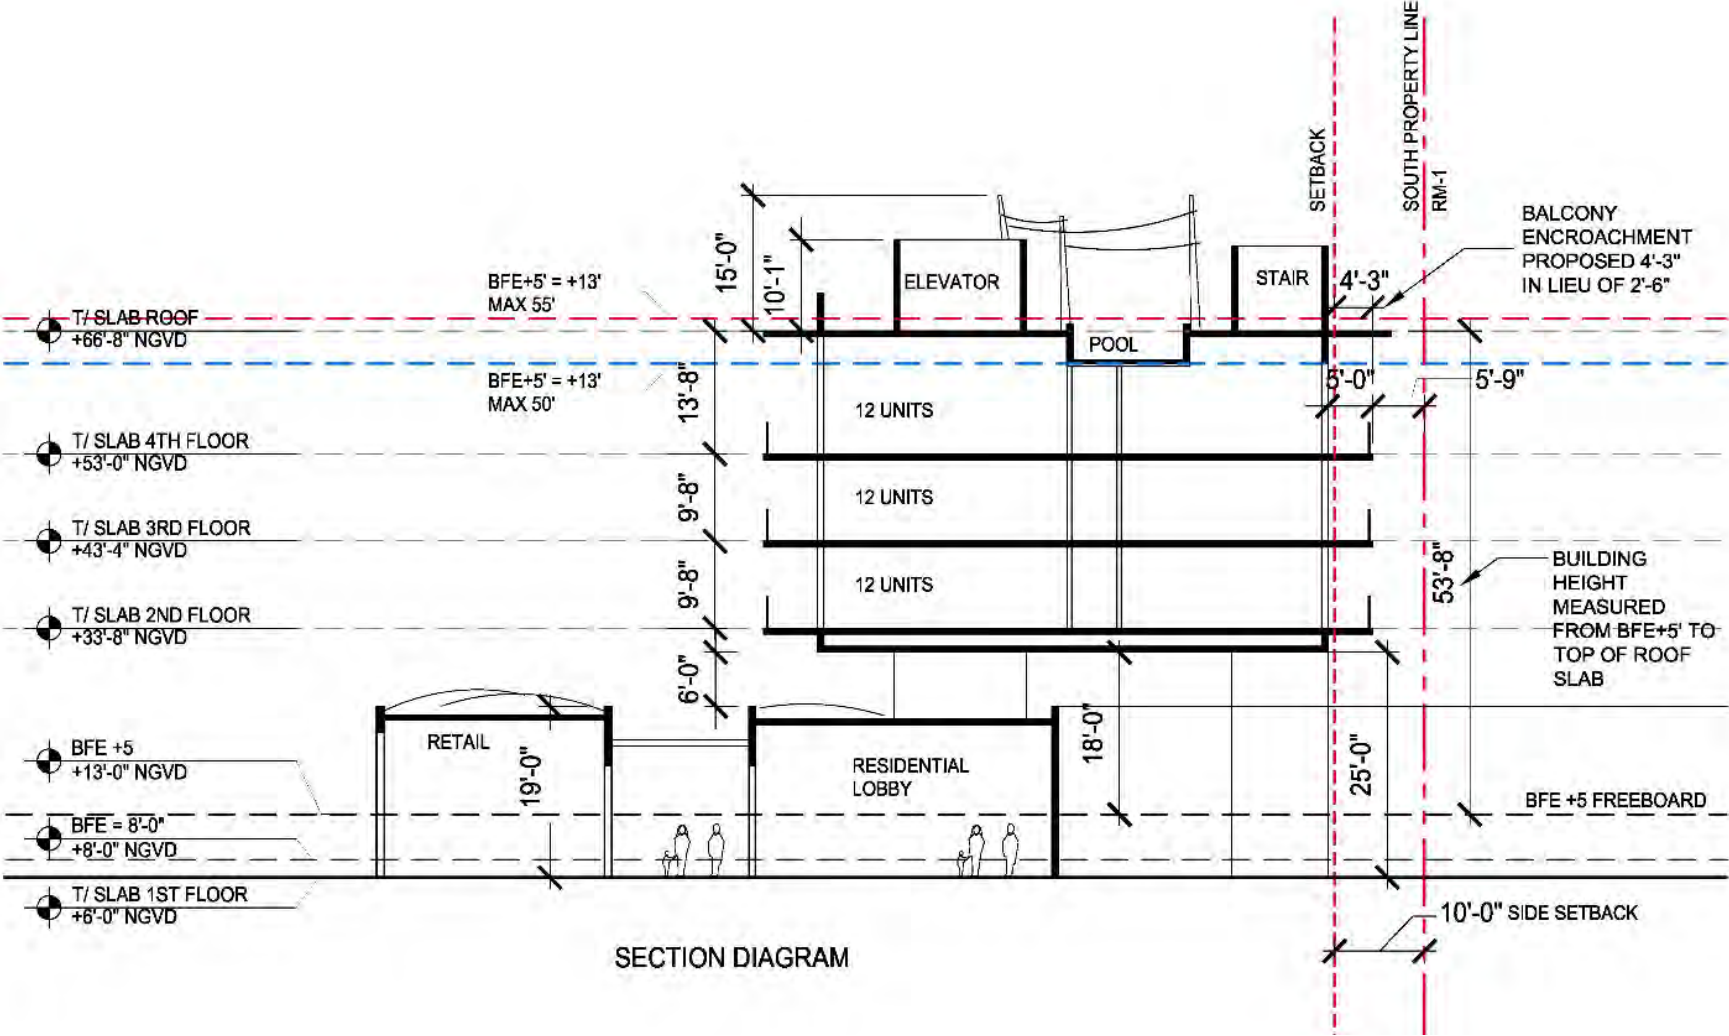 SETBACK
SOUTH PROPERTY LINE
RM-1
BALCONY
ENCROACHMENT
PROPOSED 4'-3"
IN LIEU OF 2'-6"
15'-0"
10'-1"
ELEVATOR
STAIR
4'-3"
BFE+5' = +13'
MAX 55'
T/ SLAB ROOF
+66'-8" NGVD
POOL
BFE+5' = +13'
MAX 50'
13'-8"
5'-0"
5'-9"
12 UNITS
T/ SLAB 4TH FLOOR
+53'-0" NGVD
9'-8"
12 UNITS
T/ SLAB 3RD FLOOR
+43'-4" NGVD
9'-8"
12 UNITS
53'-8"
BUILDING
HEIGHT
MEASURED
FROM BFE+5' TO
TOP OF ROOF
SLAB
T/ SLAB 2ND FLOOR
+33'-8" NGVD
6'-0"
RETAIL
19'-0"
RESIDENTIAL
LOBBY
18'-0"
25'-0"
BFE +5
+13'-0" NGVD
BFE +5 FREEBOARD
BFE = 8'-0"
+8'-0" NGVD
T/ SLAB 1ST FLOOR
+6'-0" NGVD
10'-0" SIDE SETBACK
SECTION DIAGRAM